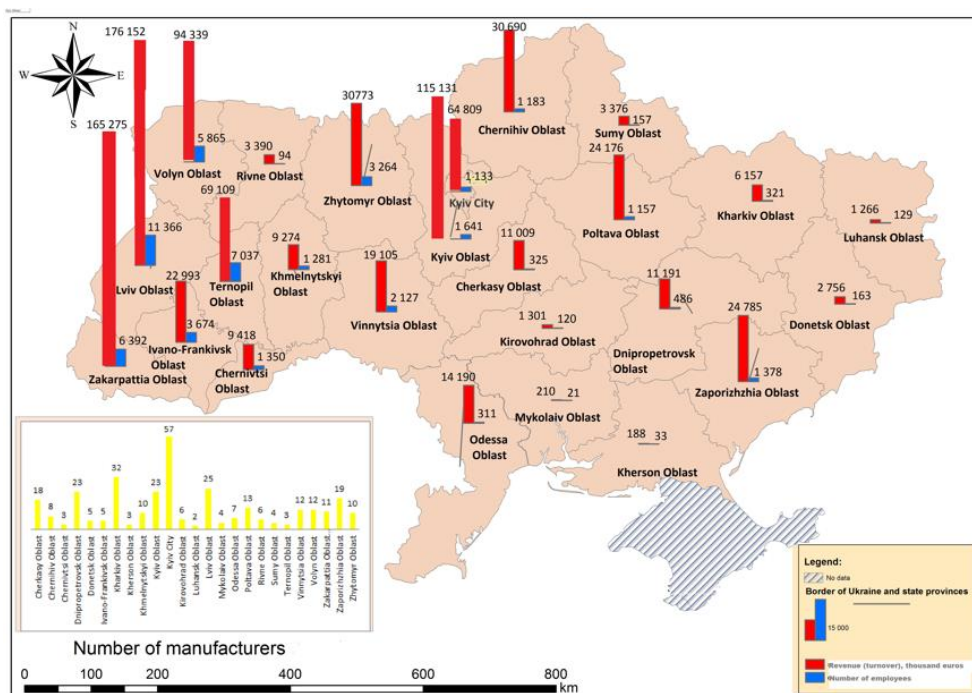 N
W E
S
176 152
94 339
165 275
5 865
Volyn Oblast
3 390
94
Rivne Oblast
30773
3 264
Zhytomyr Oblast
115 131
64 809
1 133
Kyiv City
1 641
Kyiv Oblast
30 690
1 183
Chernihiv Oblast
3 376
157
Sumy Oblast
24 176
1 157
Poltava Oblast
6 157
321
Kharkiv Oblast
1 266
129
Luhansk Oblast
69 109
7 037
Ternopil
Oblast
11 366
Lviv Oblast
22 993
3 674
Ivano-Frankivsk
Oblast
6 392
Zakarpattia Oblast
9 418
1 350
Chernivtsi
Oblast
9 274
1 281
Khmelnytskyi
Oblast
19 105
2 127
Vinnytsia Oblast
11 009
325
Cherkasy Oblast
1 301
120
Kirovohrad Oblast
11 191
486
Dnipropetrovsk
Oblast
2 756
163
Donetsk Oblast
24 785
1 378
Zaporizhzhia Oblast
14 190
311
Odessa
Oblast
210
21
Mykolaiv Oblast
188
33
Kherson Oblast
18
8
3
23
5
5
32
3
10
23
57
6
2
25
4
7
13
6
4
3
12
12
11
19
10
Cherkasy Oblast
Chernihiv Oblast
Chernivtsi Oblast
Dnipropetrovsk Oblast
Donetsk Oblast
Ivano-Frankivsk Oblast
Kharkiv Oblast
Kherson Oblast
Khmelnytskyi Oblast
Kyiv Oblast
Kyiv City
Kirovohrad Oblast
Luhansk Oblast
Lviv Oblast
Mykolaiv Oblast
Odessa Oblast
Poltava Oblast
Rivne Oblast
Sumy Oblast
Ternopil Oblast
Vinnytsia Oblast
Volyn Oblast
Zakarpattia Oblast
Zaporizhzhia Oblast
Zhytomyr Oblast
Number of manufacturers
0 100 200 400 600 800
km
Legend:
No data
Border of Ukraine and state provinces
15 000
Revenue (turnover), thousand euros
Number of employees